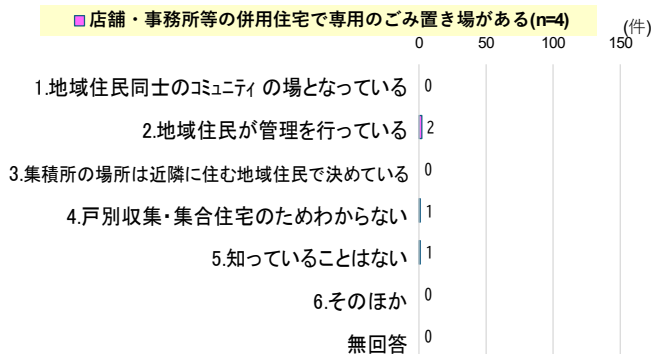 店舗・事務所等の併用住宅で専用のごみ置き場がある(n=4)
(件)
0 50 100 150
1.地域住民同士のコミュニティ の場となっている 0
2.地域住民が管理を行っている 2
3.集積所の場所は近隣に住む地域住民で決めている 0
4.戸別収集・集合住宅のためわからない 1
5.知っていることはない 1
6.そのほか 0
無回答 0